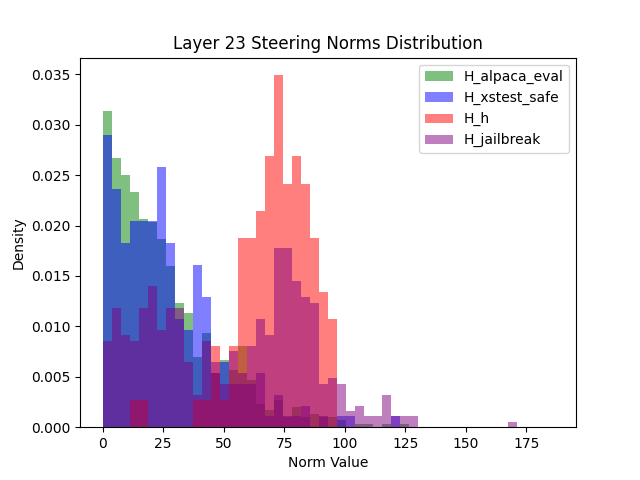 Layer 23 Steering Norms Distribution
H_alpaca_eval
H_xstest_safe
H_h
H_jailbreak
0.035
0.030
0.025
0.020
0.015
0.010
0.005
0.000
Density
0 25 50 75 100 125 150 175
Norm Value